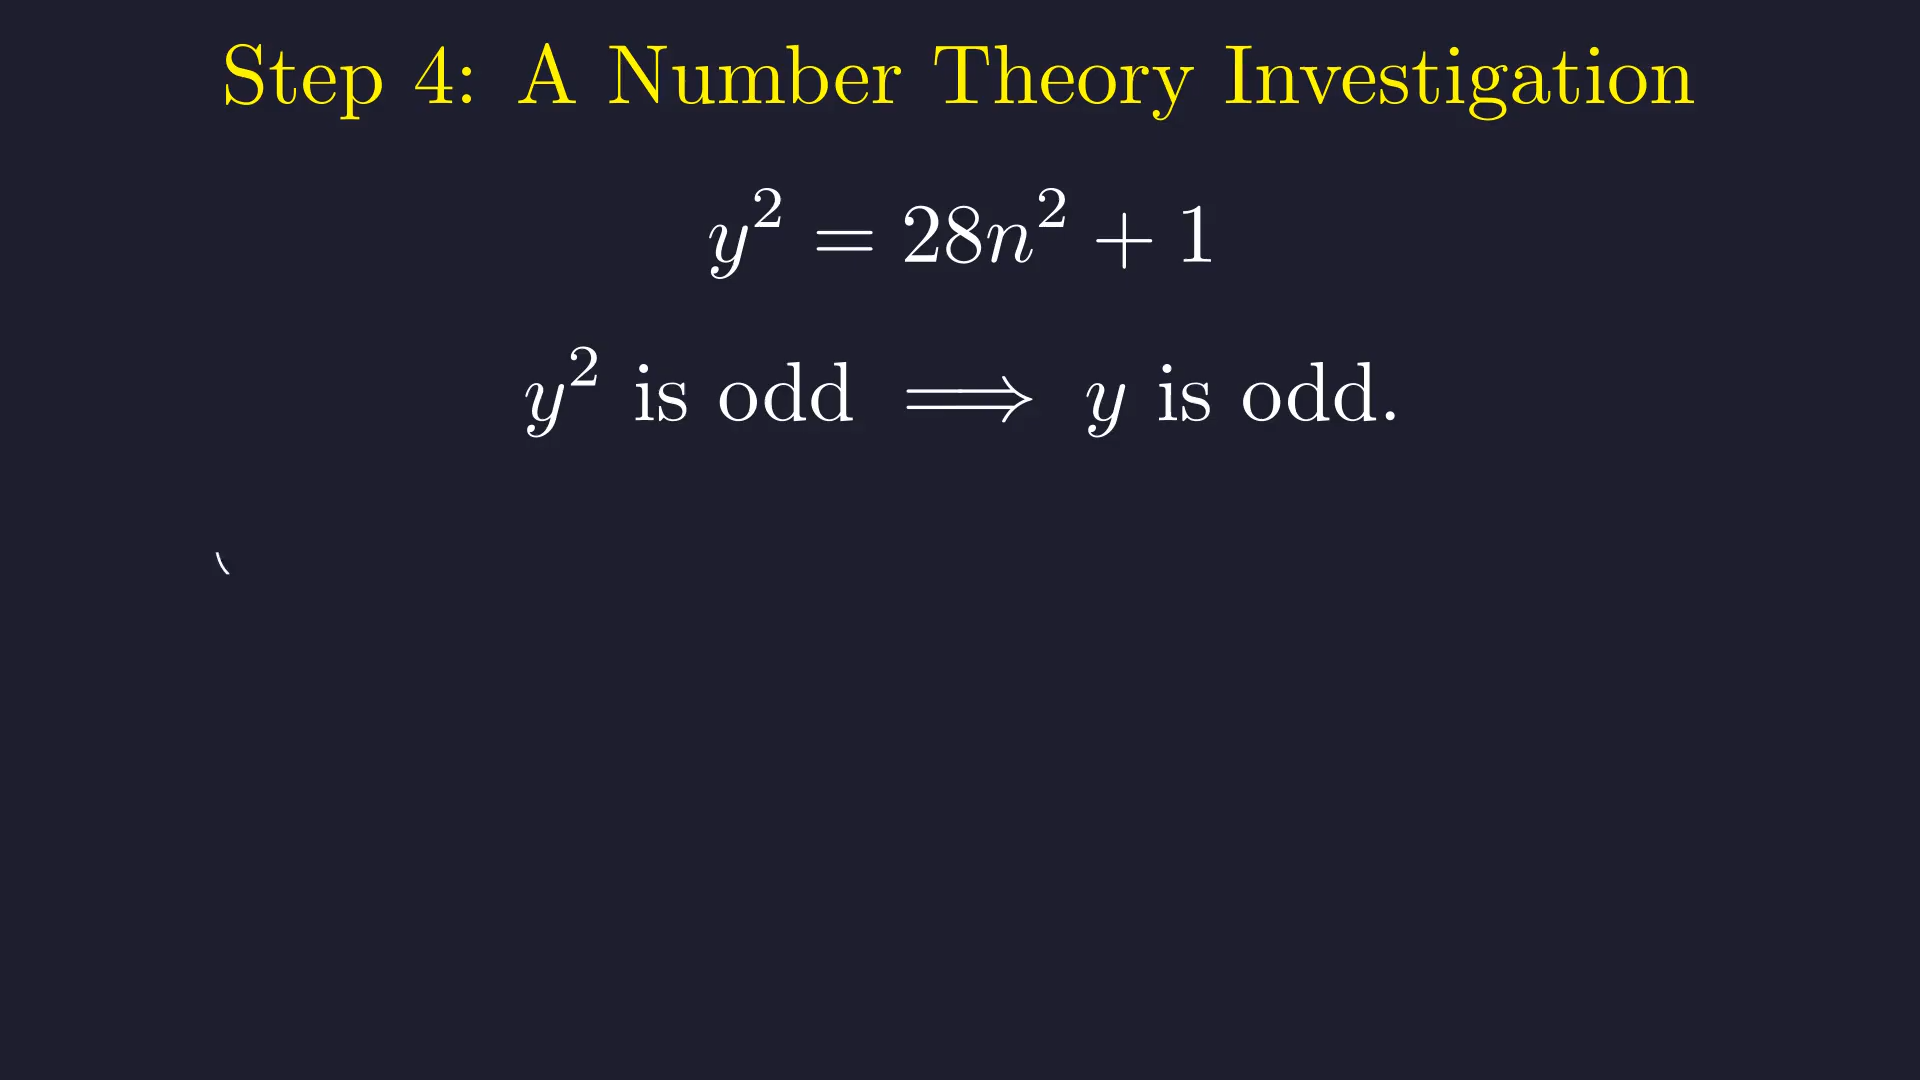 Step 4: A Number Theory Investigation
y² = 28n² + 1
y² is odd ⟹ y is odd.